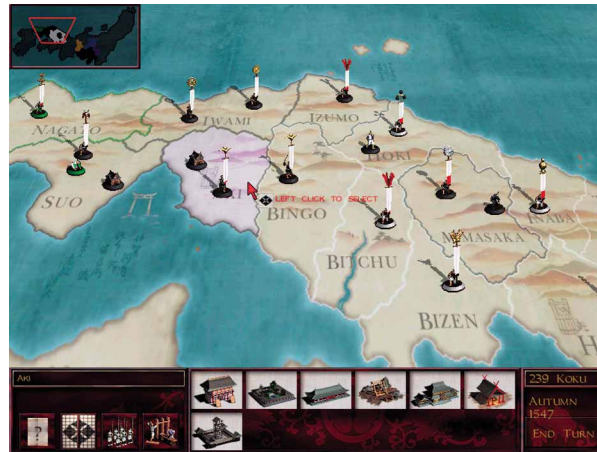 NAGATO
IWAMI
IZUMO
HOKI
SUO
BINGO
LEFT CLICK TO SELECT
MIMASAKA
INABA
BITCHU
BIZEN
AKI
239 KOKU
AUTUMN
1547
END TURN